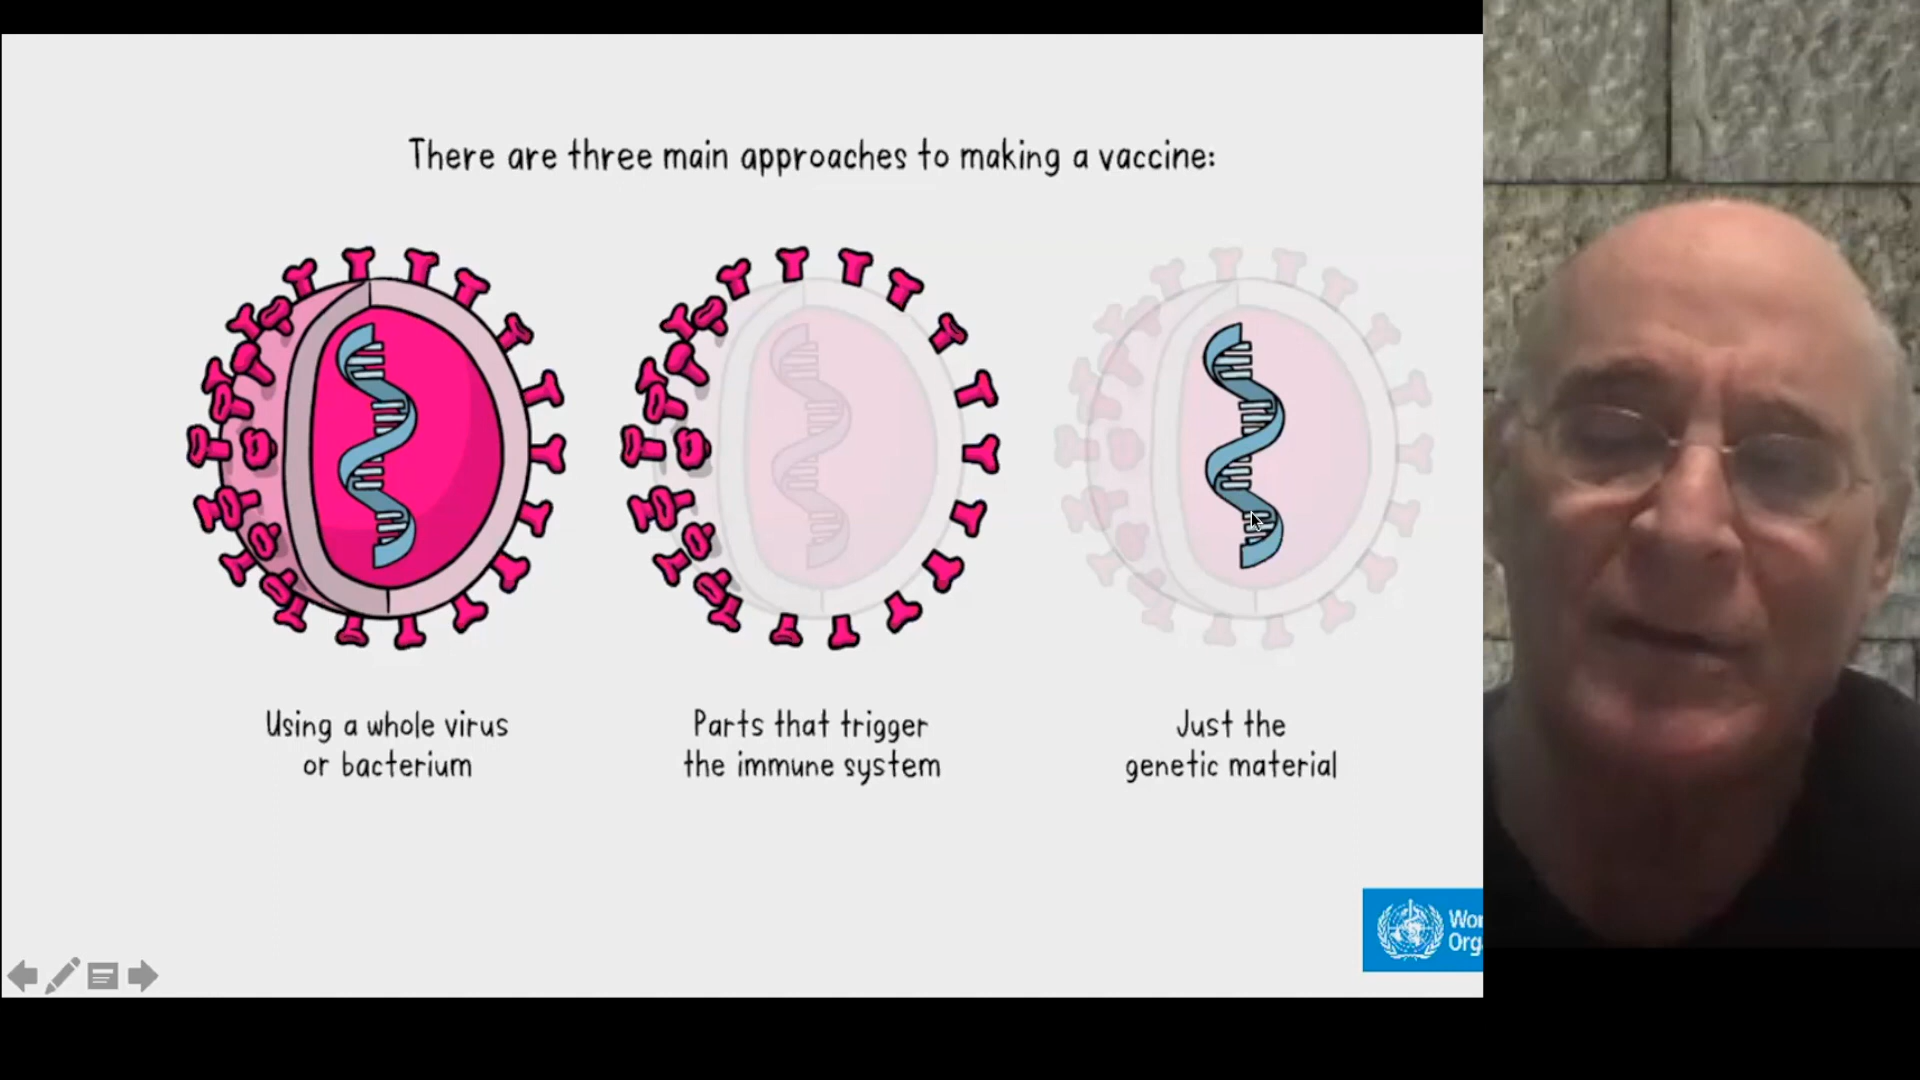 There are three main approaches to making a vaccine:
Using a whole virus
or bacterium
Parts that trigger
the immune system
Just the
genetic material